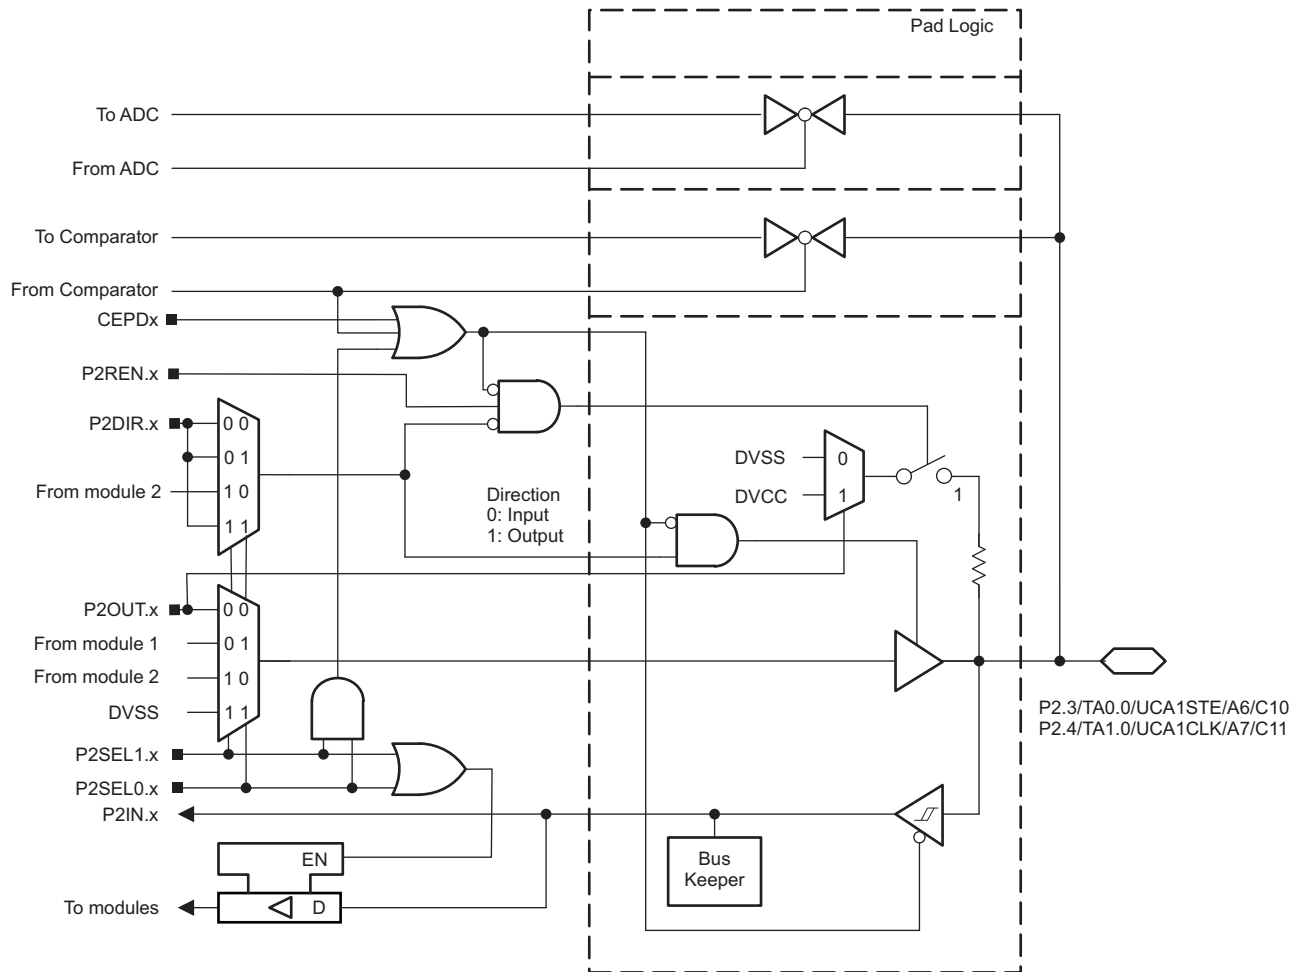 Pad Logic
To ADC
From ADC
To Comparator
From Comparator
CEPDx
P2REN.x
P2DIR.x
0 0
0 1
From module 2
1 0
1 1
Direction
0: Input
1: Output
DVSS
0
DVCC
1
1
P2OUT.x
0 0
From module 1
0 1
From module 2
1 0
DVSS
1 1
P2.3/TA0.0/UCA1STE/A6/C10
P2.4/TA1.0/UCA1CLK/A7/C11
P2SEL1.x
P2SEL0.x
P2IN.x
Bus
Keeper
EN
To modules
D